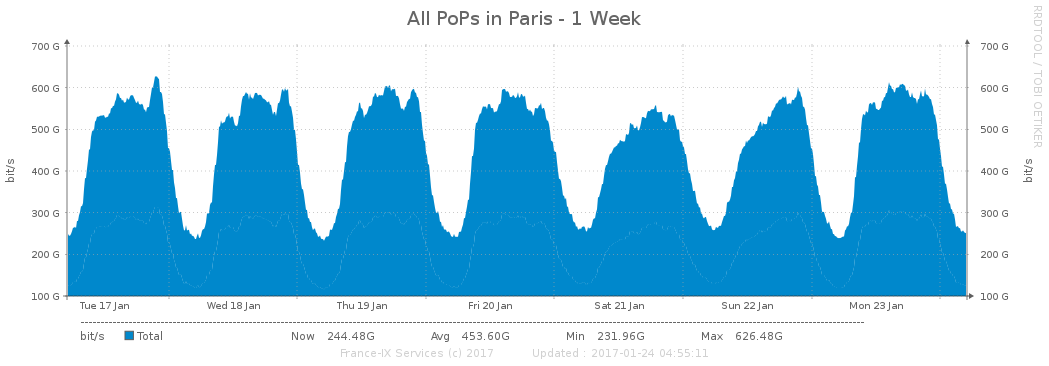 All PoPs in Paris - 1 Week
RRDTOOL / TOBI OETIKER
bit/s
700 G 700 G
600 G 600 G
500 G 500 G
400 G 400 G
300 G 300 G
200 G 200 G
100 G 100 G
bit/s
Tue 17 Jan Wed 18 Jan Thu 19 Jan Fri 20 Jan Sat 21 Jan Sun 22 Jan Mon 23 Jan
bit/s Total Now 244.48G Avg 453.60G Min 231.96G Max 626.48G
France-IX Services (c) 2017 Updated : 2017-01-24 04:55:11